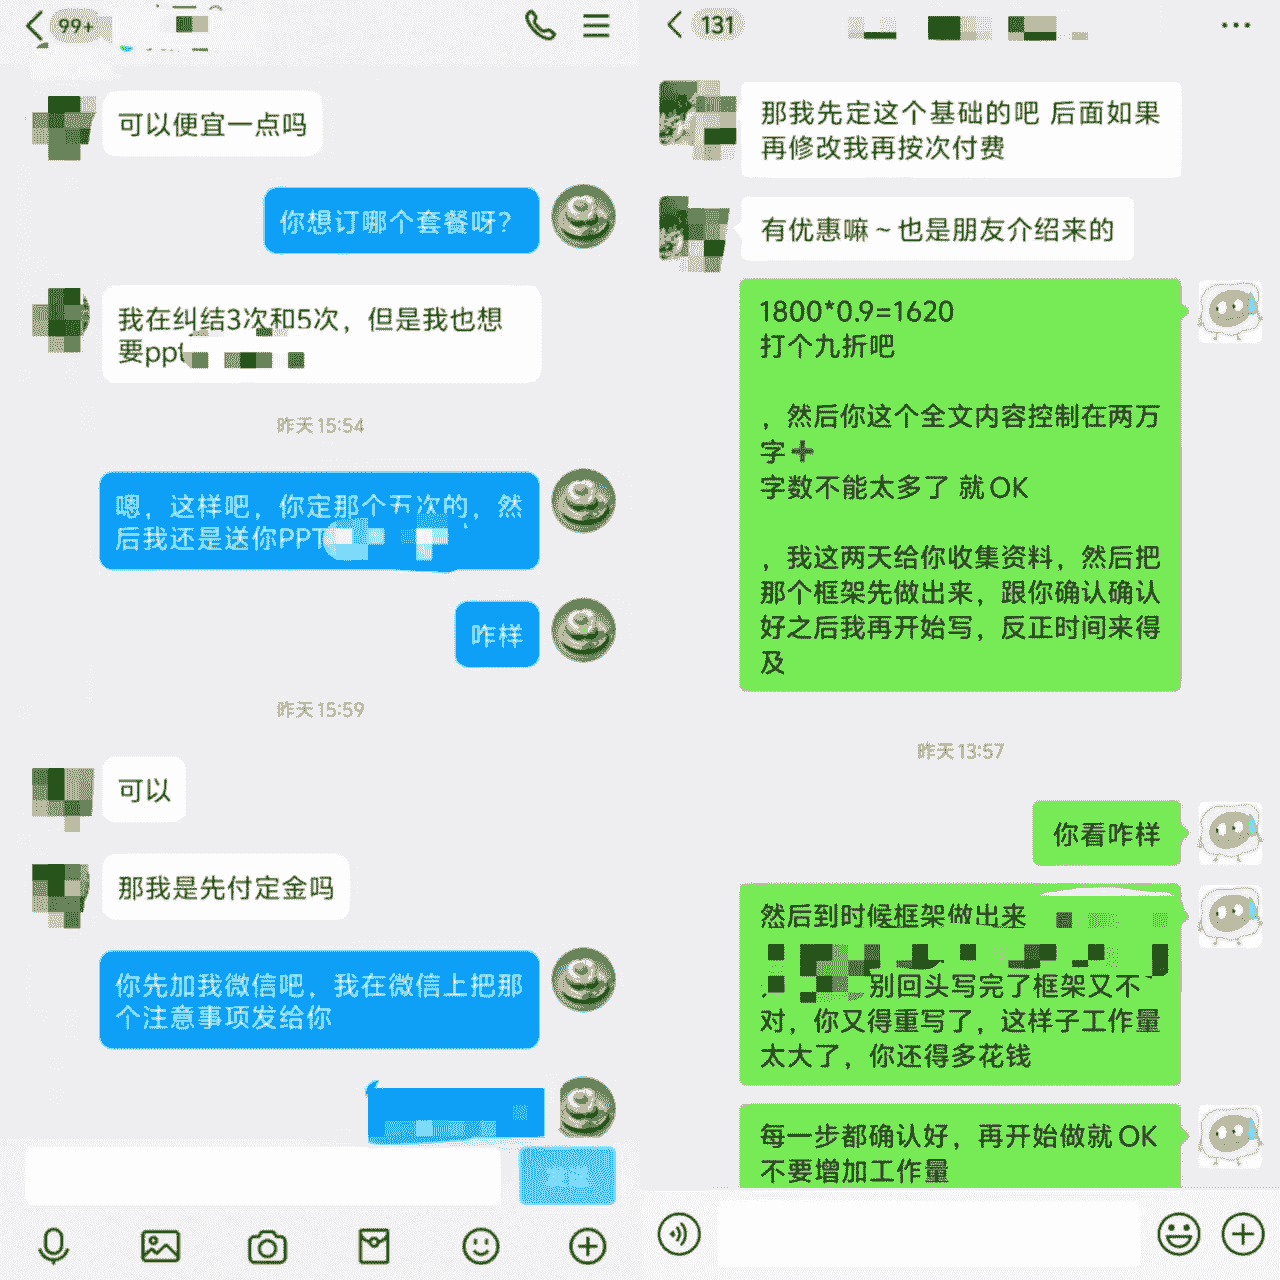 99+
可以便宜一点吗
你想订哪个套餐呀？
我在纠结3次和5次，但是我也想
要ppt
昨天 15:54
嗯，这样吧，你定那个五次的，然
后我还是送你PPT
咋样
昨天 15:59
可以
那我是先付定金吗
你先加我微信吧，我在微信上把那
个注意事项发给你
131
那我先定这个基础的吧 后面如果
再修改我再按次付费
有优惠嘛～也是朋友介绍来的
1800*0.9=1620
打个九折吧
，然后你这个全文内容控制在两万
字➕
字数不能太多了 就OK
，我这两天给你收集资料，然后把
那个框架先做出来，跟你确认确认
好之后我再开始写，反正时间来得
及
昨天 13:57
你看咋样
然后到时候框架做出来
别回头写完了框架又不
对，你又得重写了，这样子工作量
太大了，你还得多花钱
每一步都确认好，再开始做就OK
不要增加工作量